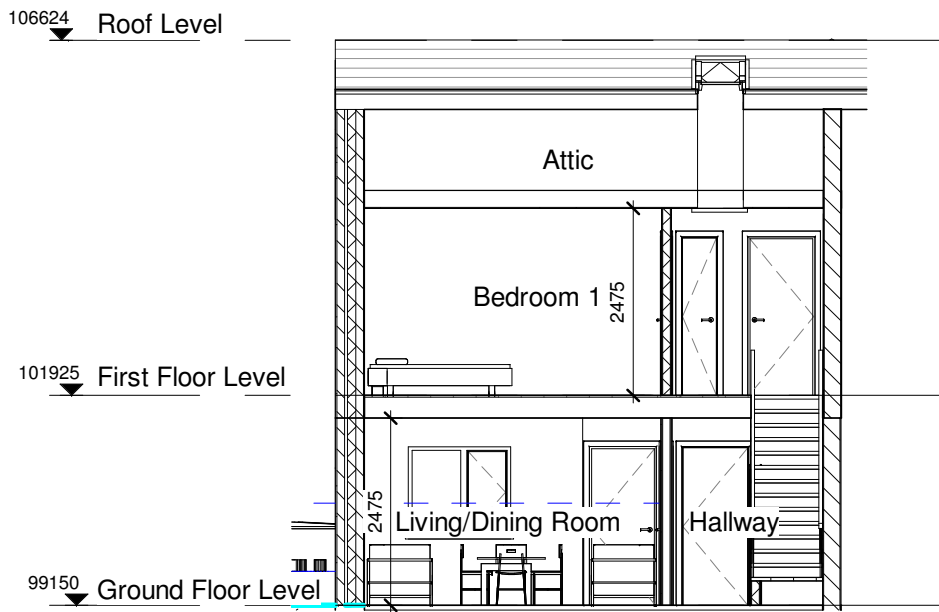 106624 Roof Level
Attic
Bedroom 1
2475
101925 First Floor Level
2475
Living/Dining Room
Hallway
99150 Ground Floor Level